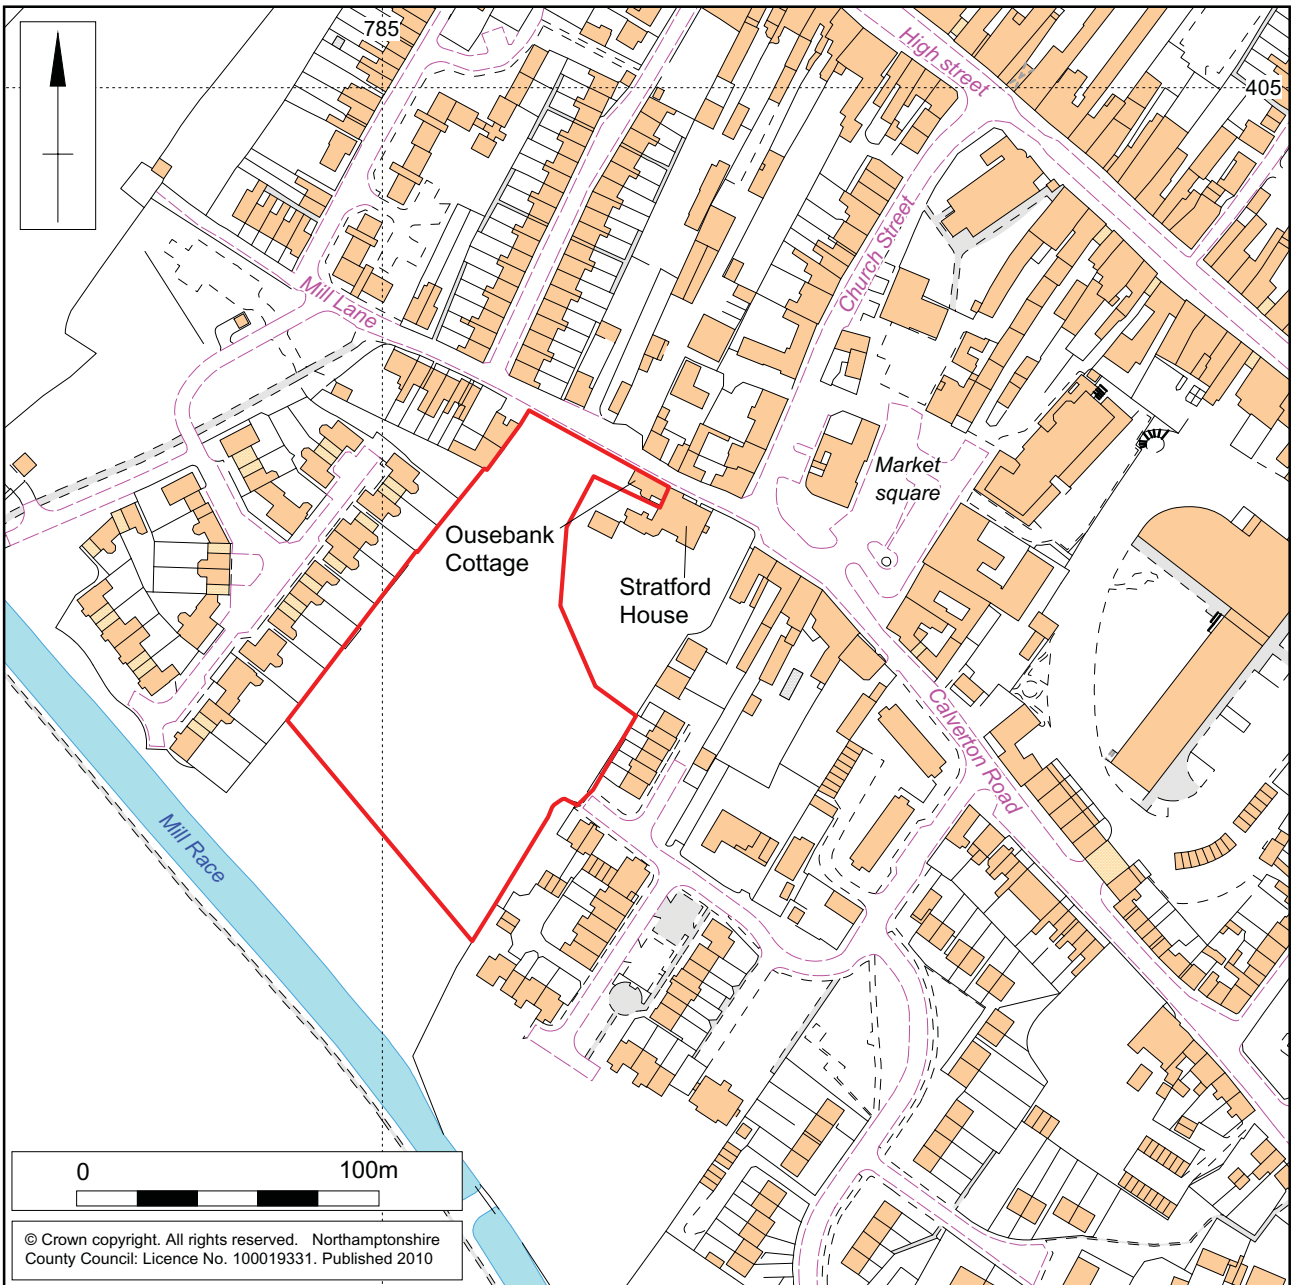 785
High street
405
Church Street
Mill Lane
Market
square
Ousebank
Cottage
Stratford
House
Calverton Road
Mill Race
0 100m
© Crown copyright. All rights reserved. Northamptonshire
County Council: Licence No. 100019331. Published 2010